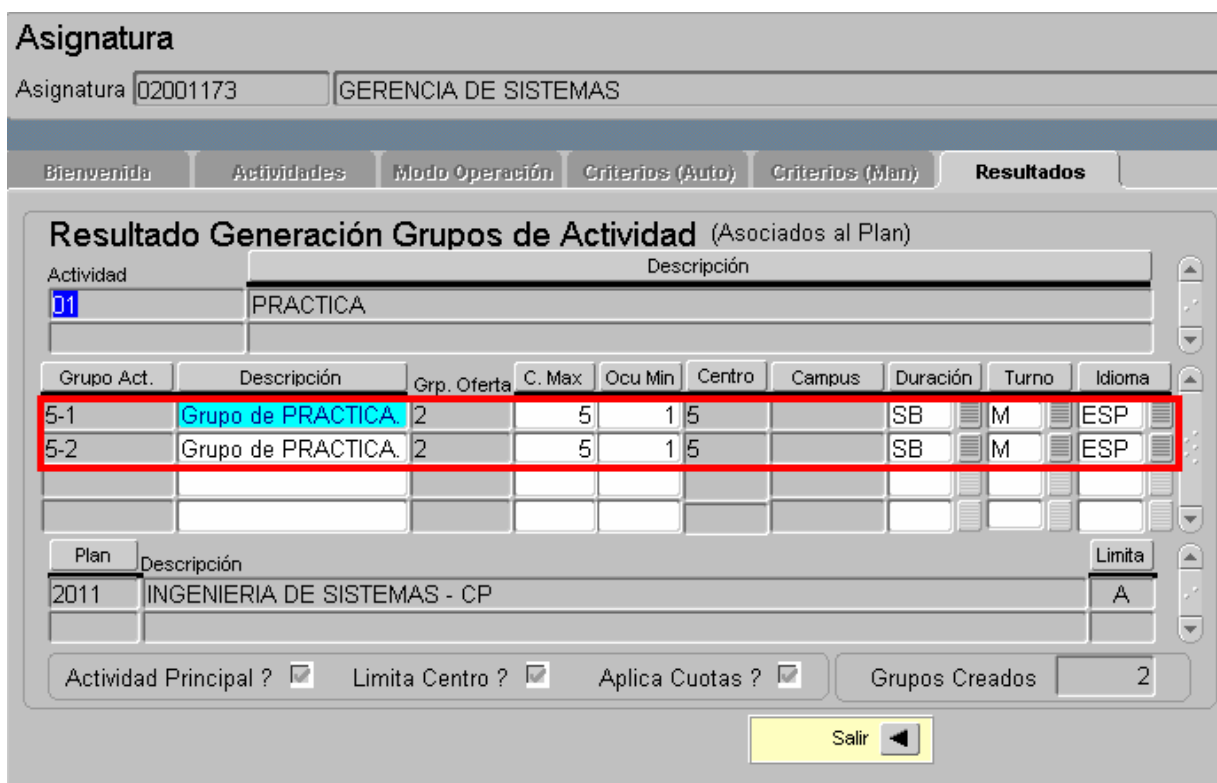 Asignatura
Asignatura 02001173 GERENCIA DE SISTEMAS
Bienvenida Actividades Modo Operación Criterios (Auto) Criterios (Man) Resultados
Resultado Generación Grupos de Actividad (Asociados al Plan)
Actividad Descripción
01 PRACTICA
Grupo Act. Descripción Grp. Oferta C. Max Ocu Min Centro Campus Duración Turno Idioma
5-1 Grupo de PRACTICA. 2 5 1 5 SB M ESP
5-2 Grupo de PRACTICA. 2 5 1 5 SB M ESP
Plan Descripción Limita
2011 INGENIERIA DE SISTEMAS - CP A
Actividad Principal ? Limita Centro ? Aplica Cuotas ? Grupos Creados 2
Salir